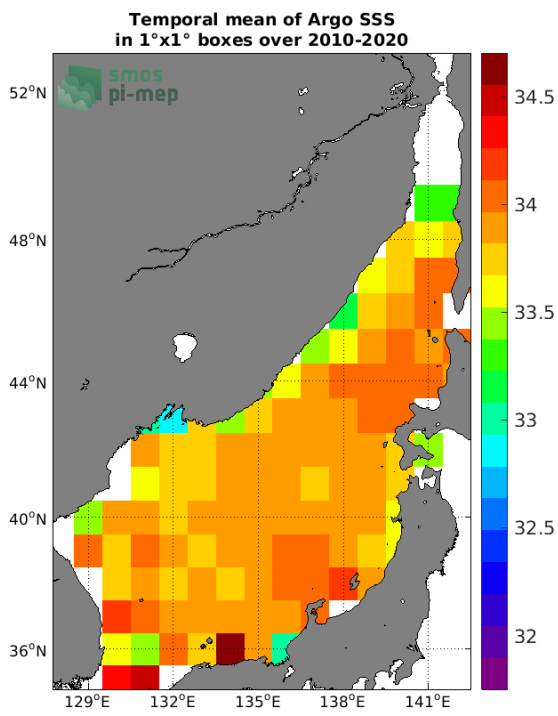 Temporal mean of Argo SSS
in 1°x1° boxes over 2010-2020
smos
pi-mep
52°N
48°N
44°N
40°N
36°N
129°E 132°E 135°E 138°E 141°E
34.5
34
33.5
33
32.5
32